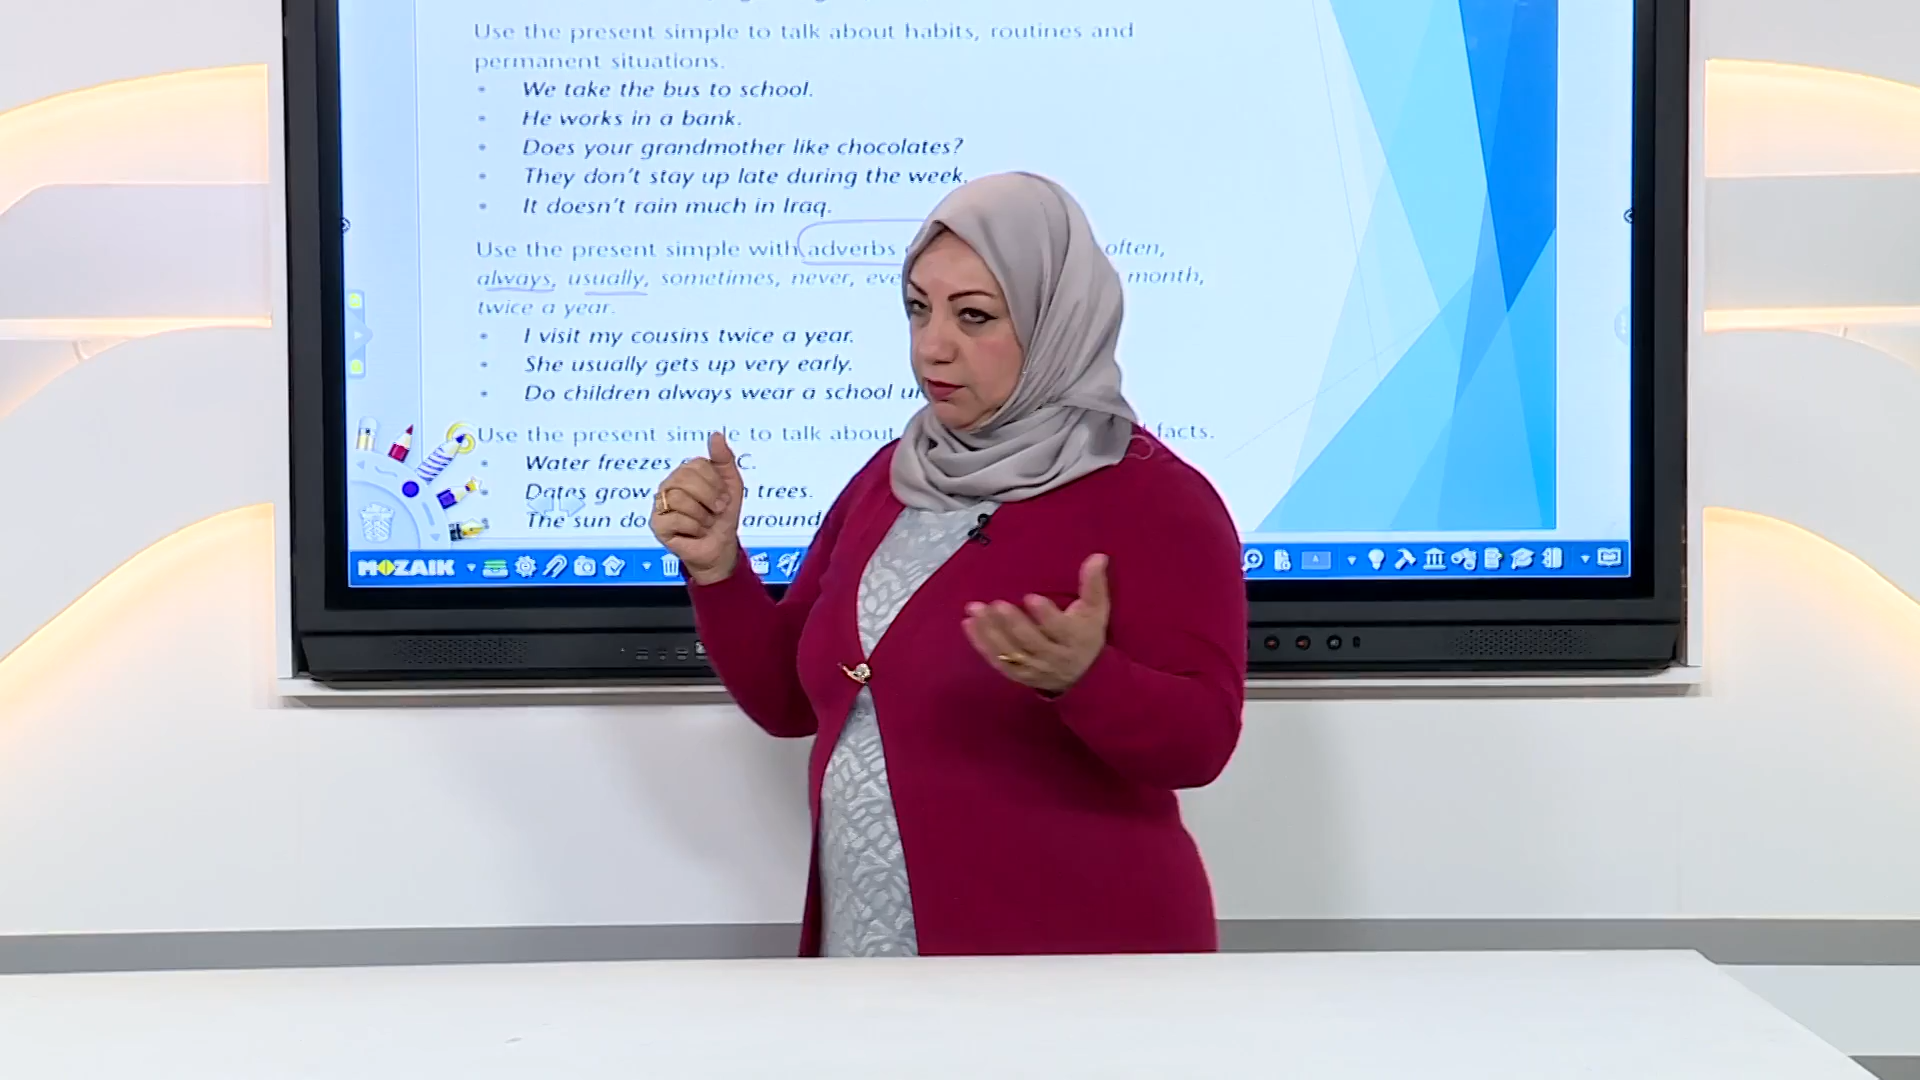 Use the present simple to talk about habits, routines and
permanent situations.
• We take the bus to school.
• He works in a bank.
• Does your grandmother like chocolates?
• They don't stay up late during the week.
• It doesn't rain much in Iraq.
Use the present simple with adverbs often,
always, usually, sometimes, never, month,
twice a year.
• I visit my cousins twice a year.
• She usually gets up very early.
• Do children always wear a school
Use the present simple to talk about facts.
• Water freezes C.
• Dates grow trees.
The sun around
MOZAIK